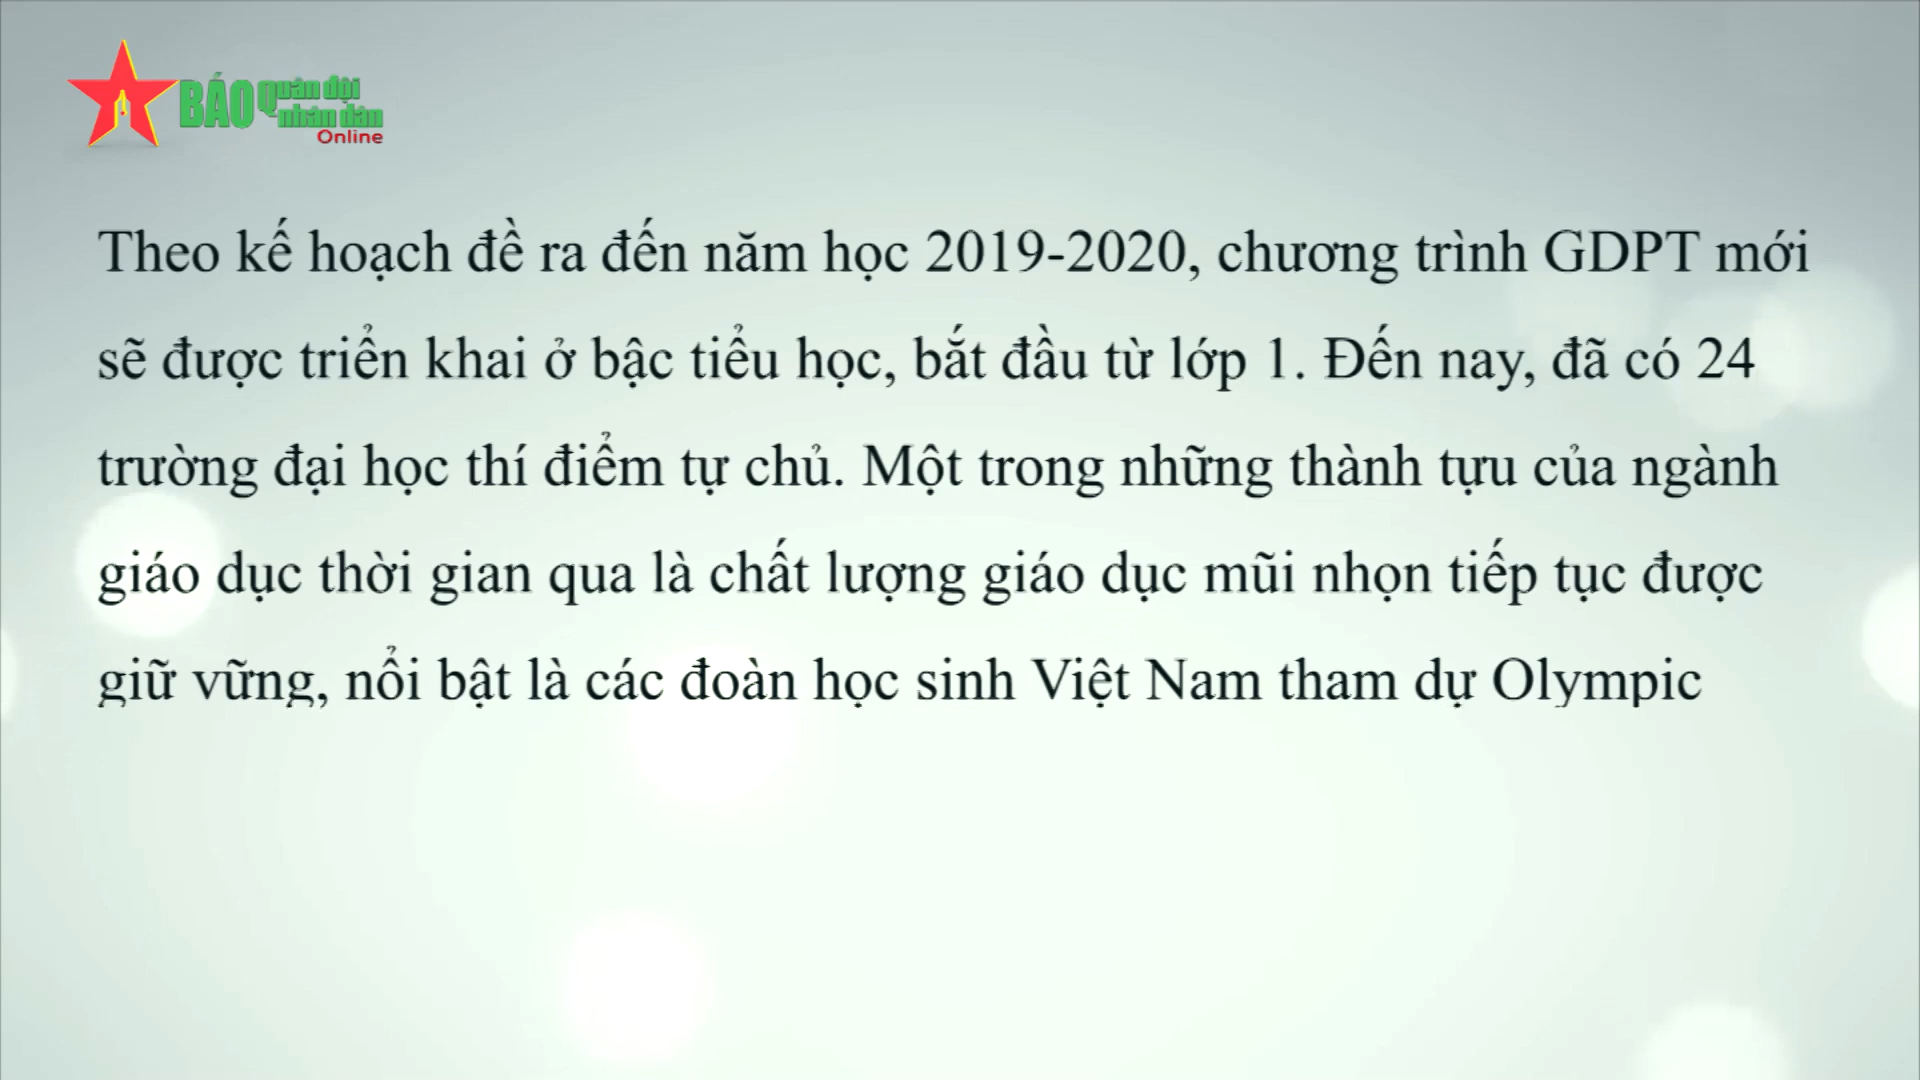 BÁO Quân đội
nhân dân
Online
Theo kế hoạch đề ra đến năm học 2019-2020, chương trình GDPT mới
sẽ được triển khai ở bậc tiểu học, bắt đầu từ lớp 1. Đến nay, đã có 24
trường đại học thí điểm tự chủ. Một trong những thành tựu của ngành
giáo dục thời gian qua là chất lượng giáo dục mũi nhọn tiếp tục được
giữ vững, nổi bật là các đoàn học sinh Việt Nam tham dự Olympic